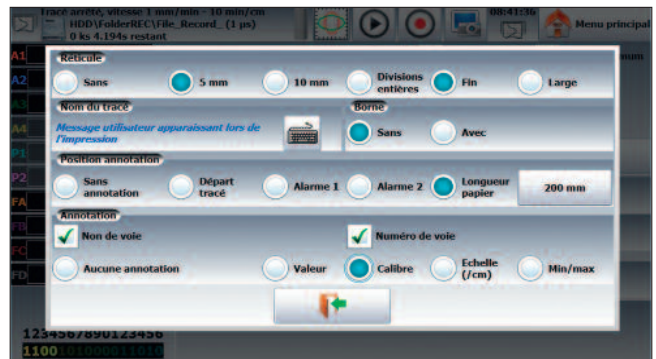 Tracé arrêté, vitesse 1 mm/min - 10 min/cm
HDD\FolderREC\File_Record_ (1 µs)
0 ks 4.194s restant
08:41:36
Menu principal
A1
A2
A3
A4
P1
P2
FA
FB
FC
FD
mum
Réticule
Sans
5 mm
10 mm
Divisions
entières
Fin
Large
Nom du tracé
Message utilisateur apparaissant lors de
l'impression
Borne
Sans
Avec
Position annotation
Sans
annotation
Départ
tracé
Alarme 1
Alarme 2
Longueur
papier
200 mm
Annotation
Non de voie
Numéro de voie
Aucune annotation
Valeur
Calibre
Echelle
(/cm)
Min/max
1234567890123456
1100101000011010